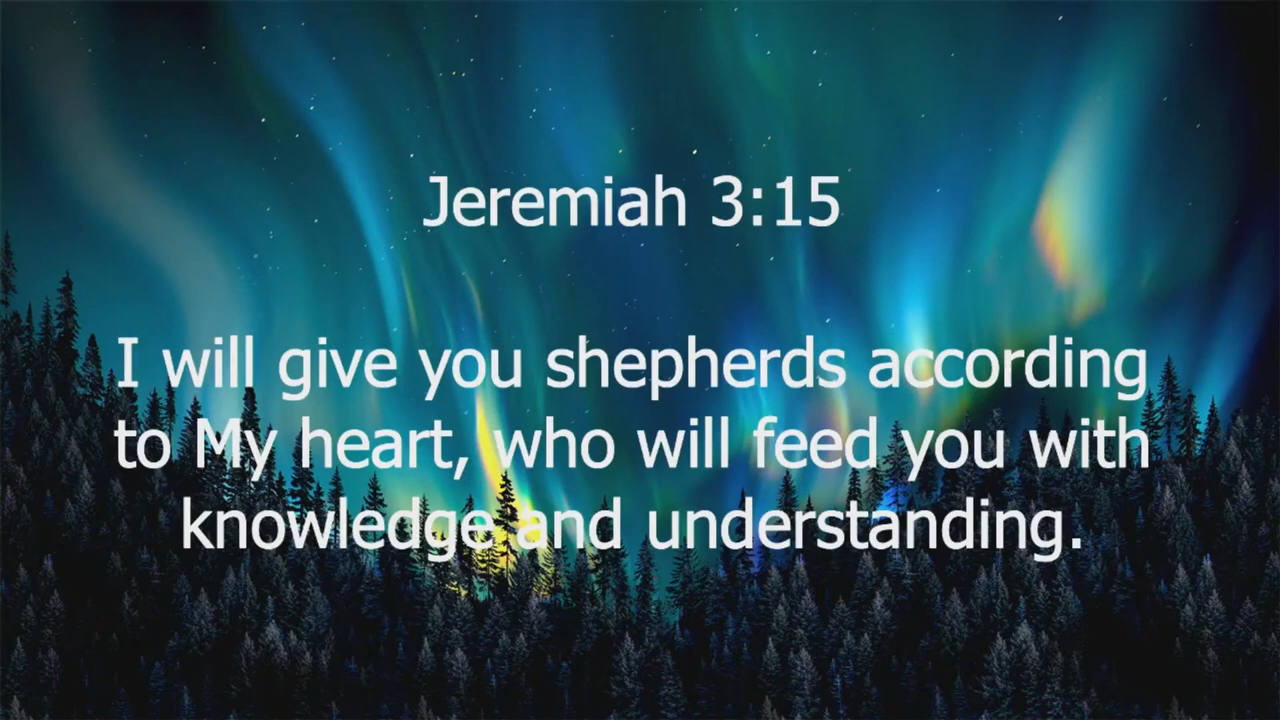 Jeremiah 3:15
I will give you shepherds according
to My heart, who will feed you with
knowledge and understanding.